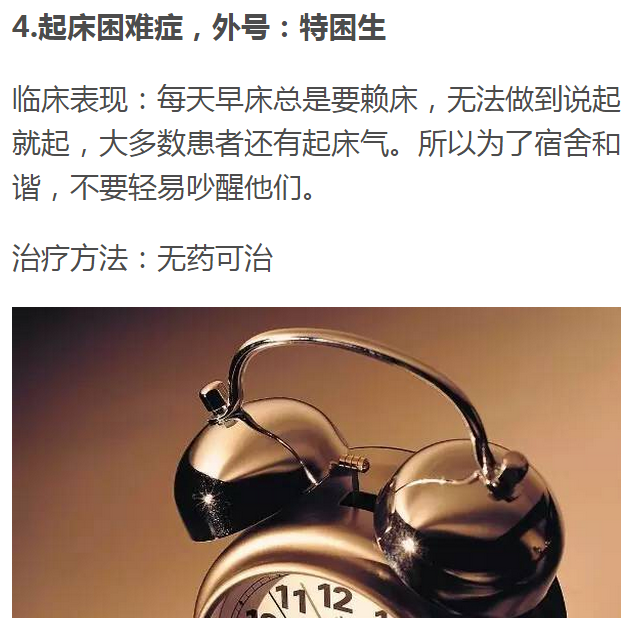 4.起床困难症，外号：特困生
临床表现：每天早床总是要赖床，无法做到说起
就起，大多数患者还有起床气。所以为了宿舍和
谐，不要轻易吵醒他们。
治疗方法：无药可治
11 12